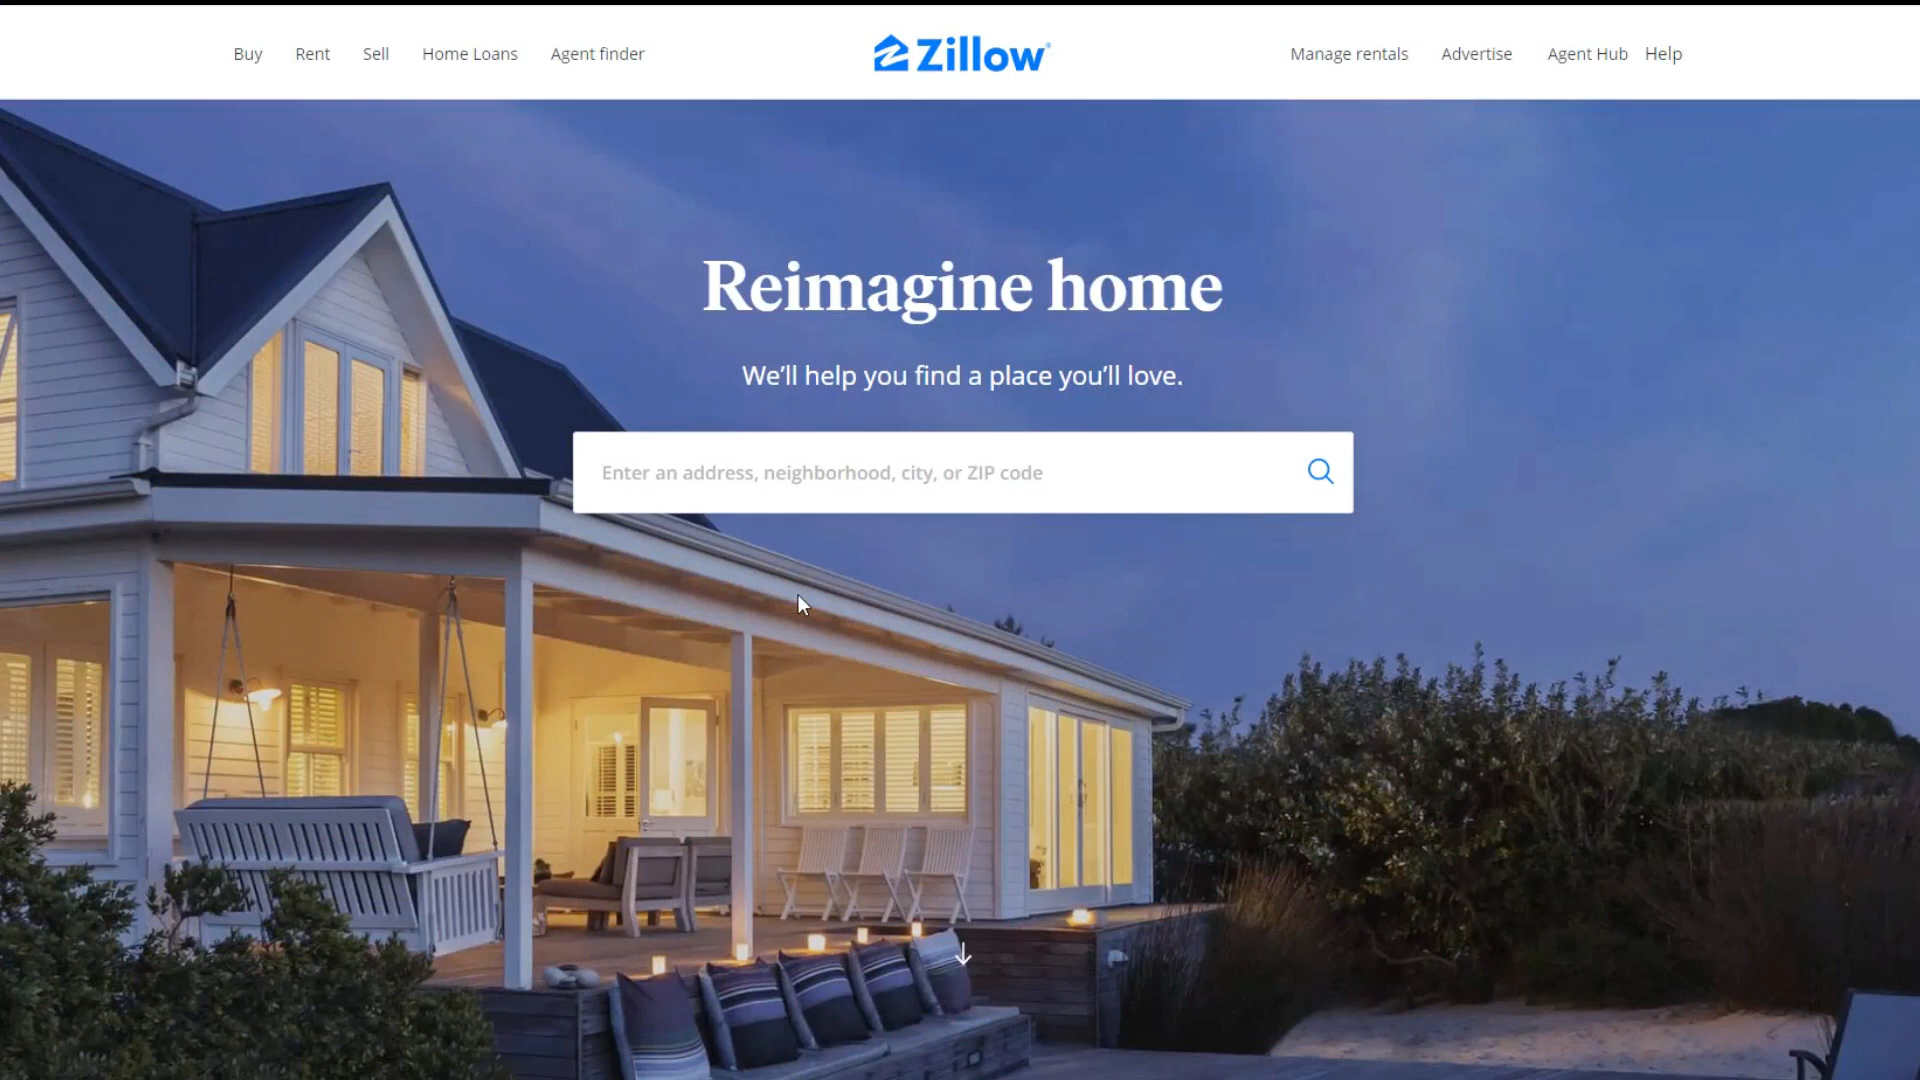 Buy Rent Sell Home Loans Agent finder Zillow® Manage rentals Advertise Agent Hub Help
Reimagine home
We'll help you find a place you'll love.
Enter an address, neighborhood, city, or ZIP code